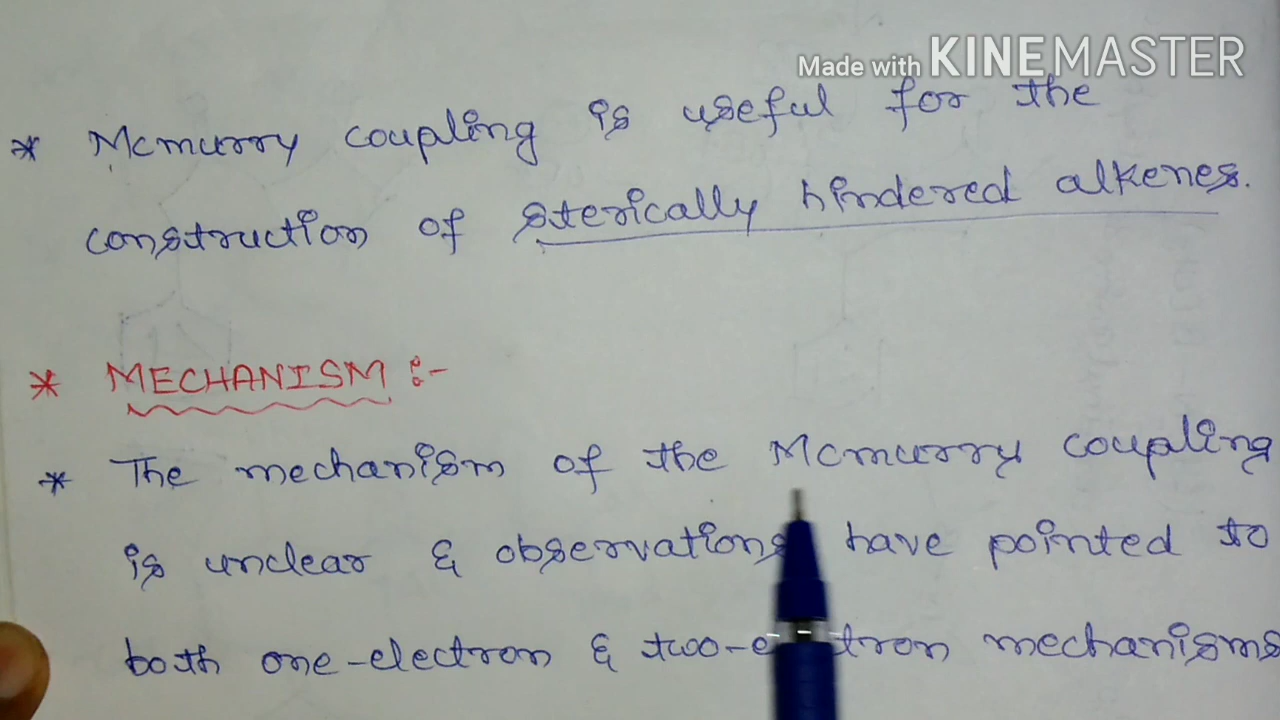 Made with KINEMASTER
* Mcmurry coupling is useful for the
construction of sterically hindered alkenes.
* MECHANISM :-
* The mechanism of the Mcmurry coupling
is unclear & observations have pointed to
both one-electron & two-e tron mechanisms